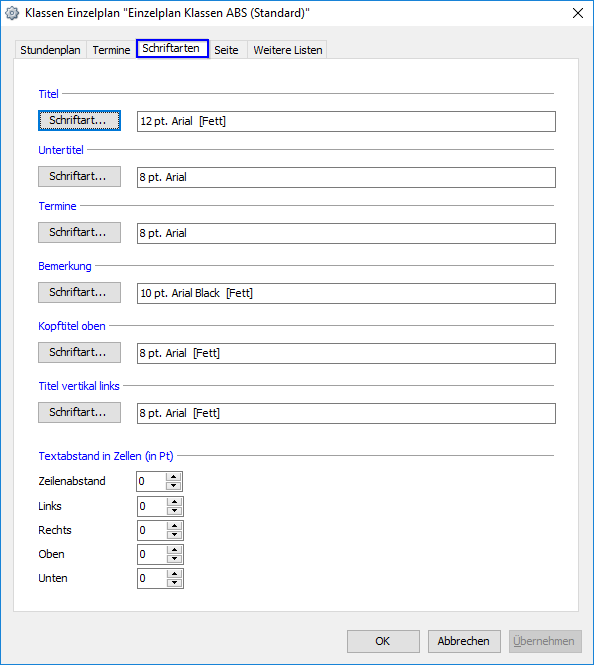 Klassen Einzelplan "Einzelplan Klassen ABS (Standard)"
Stundenplan Termine Schriftarten Seite Weitere Listen
Titel
Schriftart... 12 pt. Arial [Fett]
Untertitel
Schriftart... 8 pt. Arial
Termine
Schriftart... 8 pt. Arial
Bemerkung
Schriftart... 10 pt. Arial Black [Fett]
Kopftitel oben
Schriftart... 8 pt. Arial [Fett]
Titel vertikal links
Schriftart... 8 pt. Arial [Fett]
Textabstand in Zellen (in Pt)
Zeilenabstand 0
Links 0
Rechts 0
Oben 0
Unten 0
OK Abbrechen Übernehmen